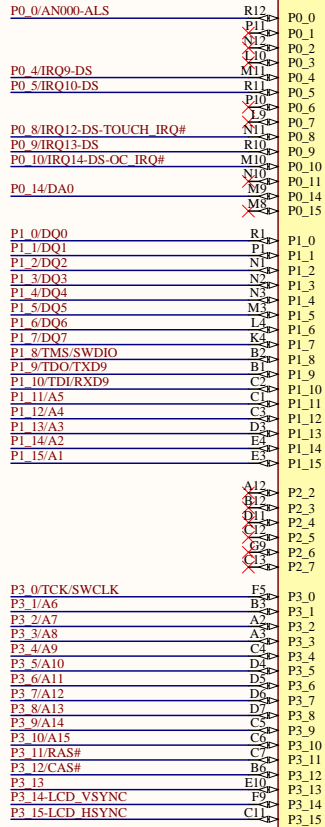 P0_0/AN000-ALS R12 P0_0
P11 P0_1
N12 P0_2
L10 P0_3
P0_4/IRQ9-DS M11 P0_4
P0_5/IRQ10-DS R11 P0_5
P10 P0_6
L9 P0_7
P0_8/IRQ12-DS-TOUCH_IRQ# N11 P0_8
P0_9/IRQ13-DS R10 P0_9
P0_10/IRQ14-DS-OC_IRQ# M10 P0_10
N10 P0_11
P0_14/DA0 M9 P0_14
M8 P0_15
P1_0/DQ0 R1 P1_0
P1_1/DQ1 P1 P1_1
P1_2/DQ2 N1 P1_2
P1_3/DQ3 N2 P1_3
P1_4/DQ4 N3 P1_4
P1_5/DQ5 M3 P1_5
P1_6/DQ6 L4 P1_6
P1_7/DQ7 K4 P1_7
P1_8/TMS/SWDIO B2 P1_8
P1_9/TDO/TXD9 B1 P1_9
P1_10/TDI/RXD9 C2 P1_10
P1_11/A5 C1 P1_11
P1_12/A4 C3 P1_12
P1_13/A3 D3 P1_13
P1_14/A2 E4 P1_14
P1_15/A1 E3 P1_15
A12 P2_2
B12 P2_3
D11 P2_4
C12 P2_5
G9 P2_6
C13 P2_7
P3_0/TCK/SWCLK F5 P3_0
P3_1/A6 B3 P3_1
P3_2/A7 A2 P3_2
P3_3/A8 A3 P3_3
P3_4/A9 C4 P3_4
P3_5/A10 D4 P3_5
P3_6/A11 D5 P3_6
P3_7/A12 D6 P3_7
P3_8/A13 D7 P3_8
P3_9/A14 C5 P3_9
P3_10/A15 C6 P3_10
P3_11/RAS# C7 P3_11
P3_12/CAS# B6 P3_12
P3_13 E10 P3_13
P3_14-LCD_VSYNC F9 P3_14
P3_15-LCD_HSYNC C11 P3_15